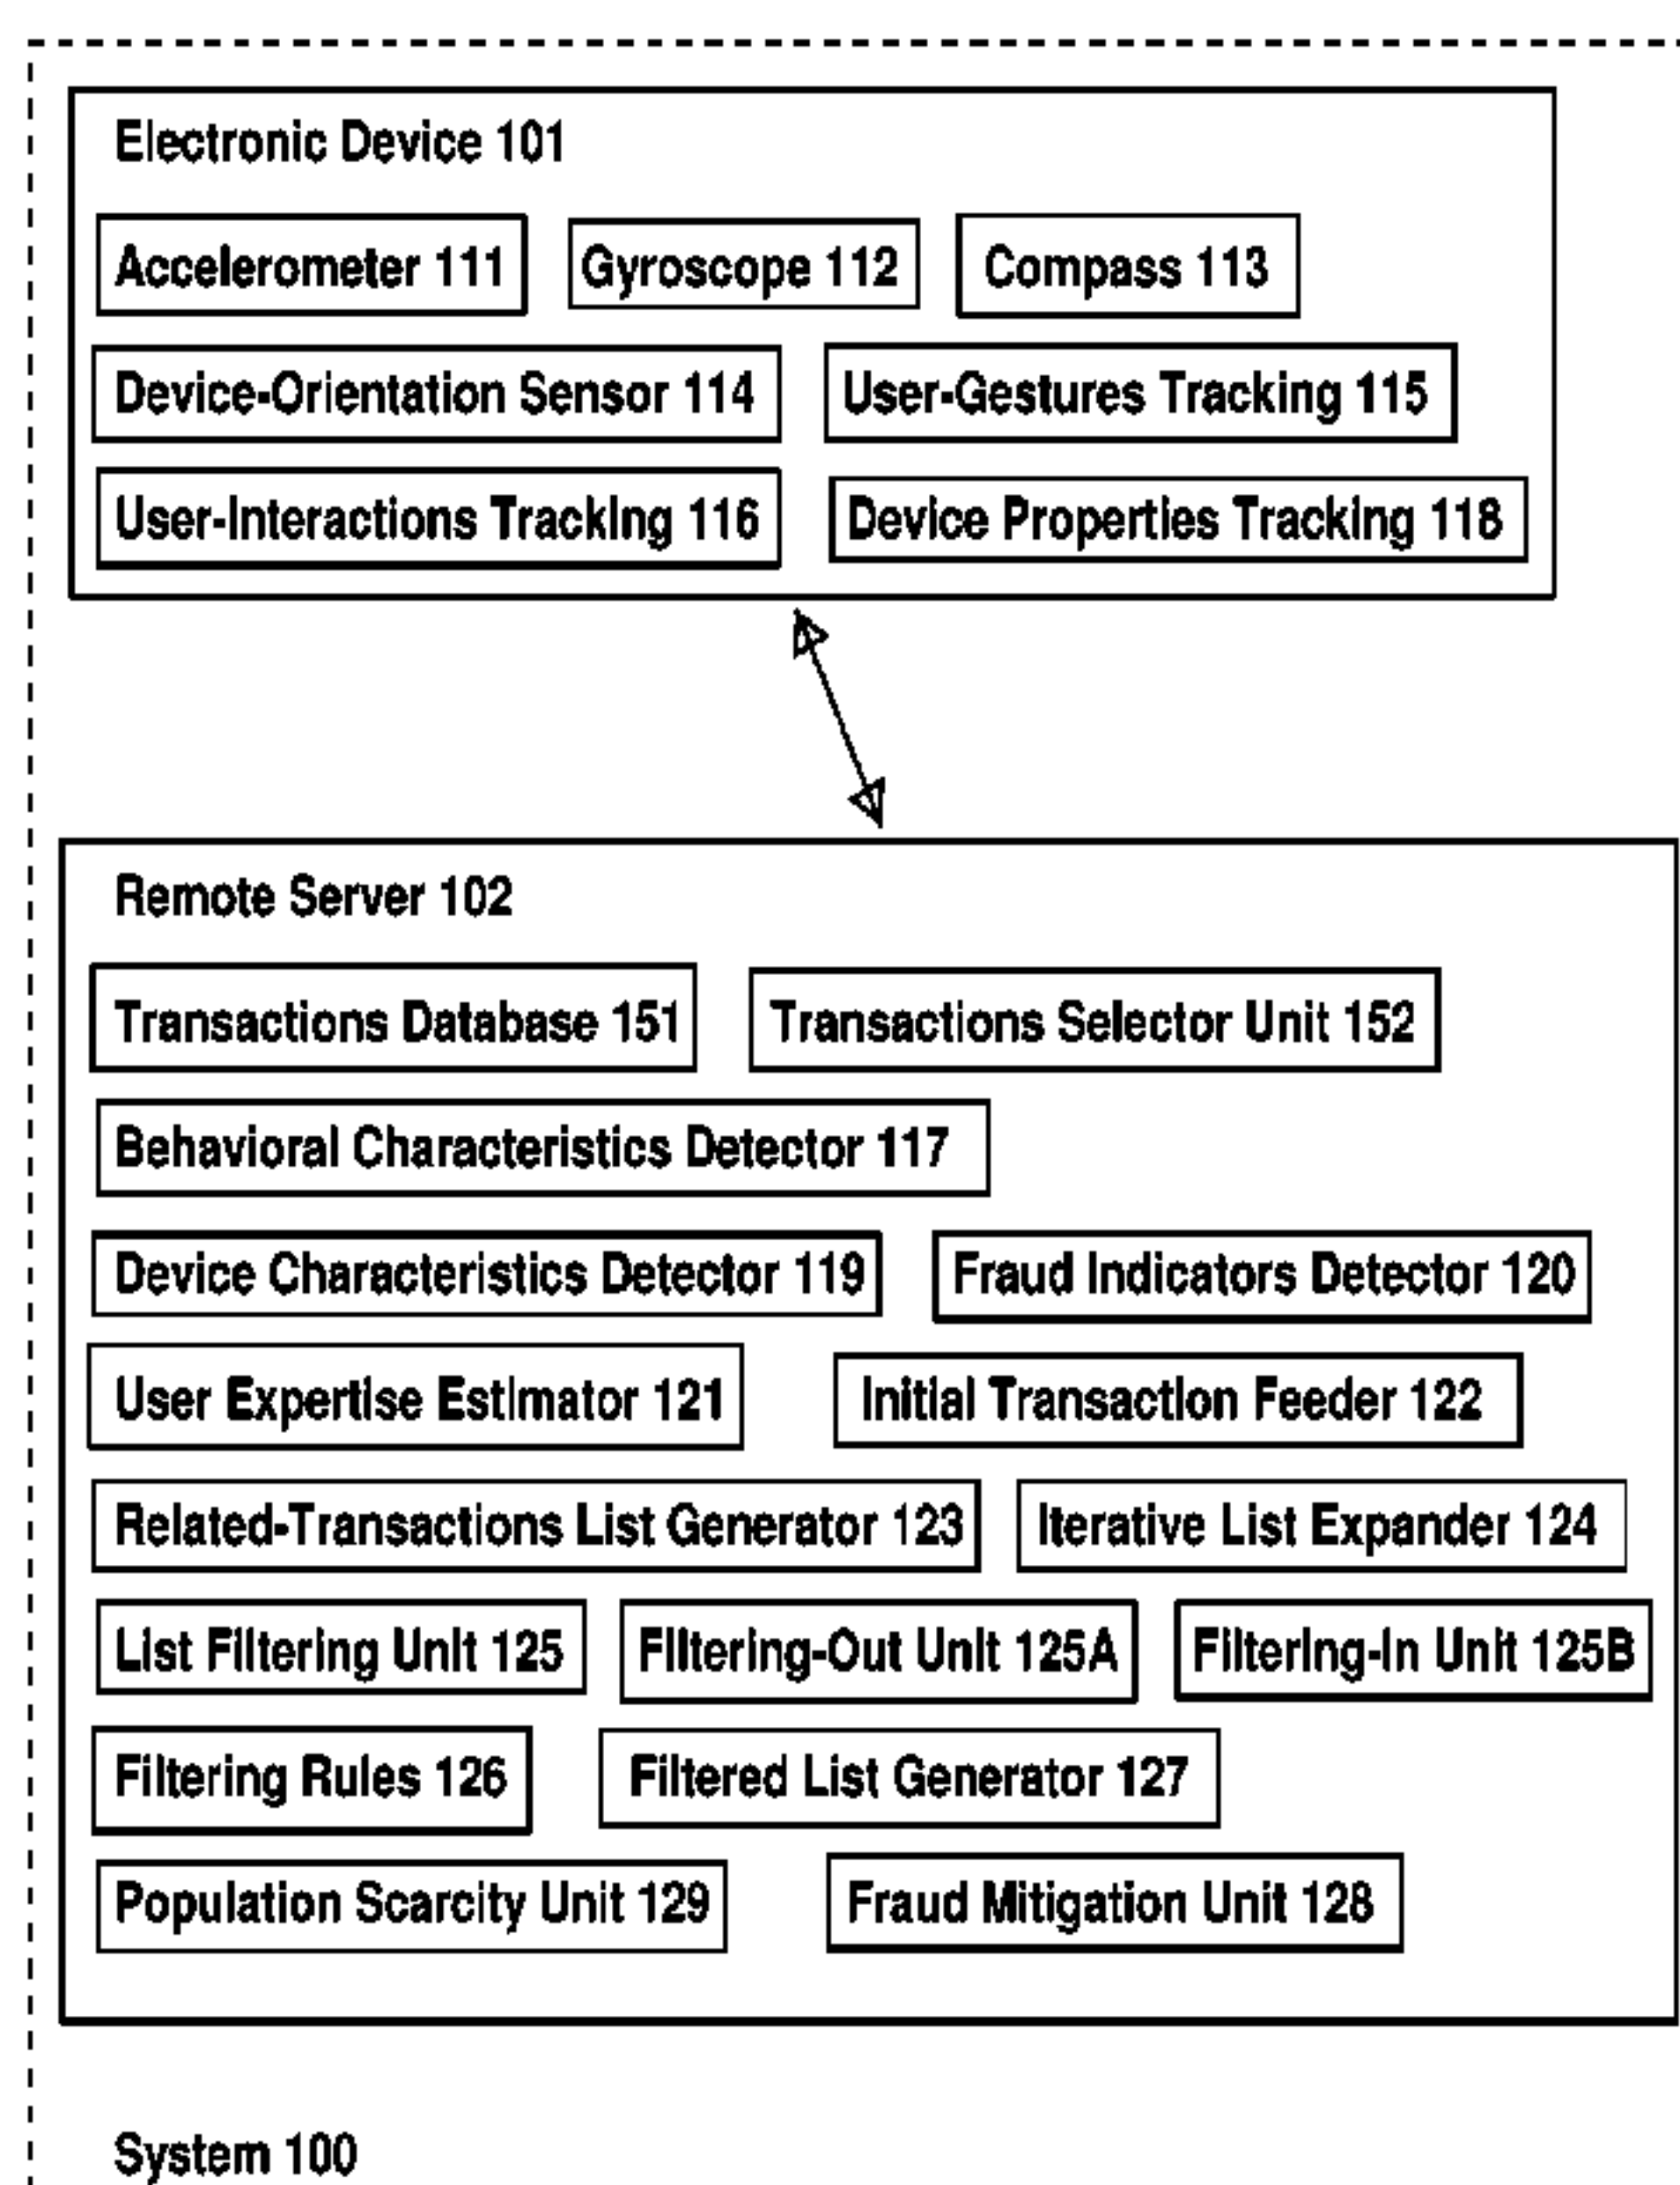 Electronic Device 101
Accelerometer 111 Gyroscope 112 Compass 113
Device-Orientation Sensor 114 User-Gestures Tracking 115
User-Interactions Tracking 116 Device Properties Tracking 118
Remote Server 102
Transactions Database 151 Transactions Selector Unit 152
Behavioral Characteristics Detector 117
Device Characteristics Detector 119 Fraud Indicators Detector 120
User Expertise Estimator 121 Initial Transaction Feeder 122
Related-Transactions List Generator 123 Iterative List Expander 124
List Filtering Unit 125 Filtering-Out Unit 125A Filtering-In Unit 125B
Filtering Rules 126 Filtered List Generator 127
Population Scarcity Unit 129 Fraud Mitigation Unit 128
System 100